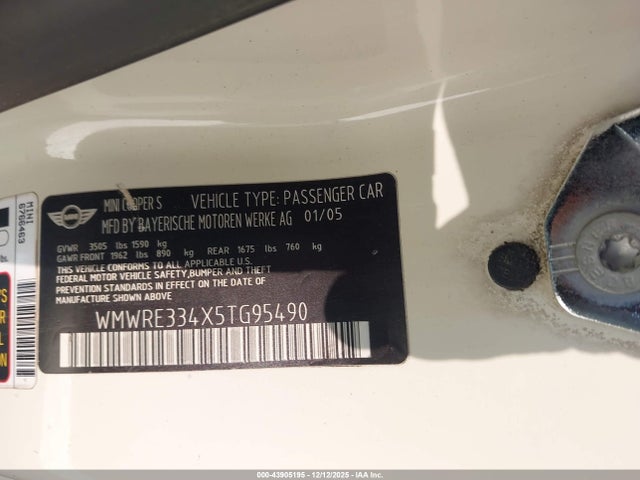 MINI COOPER S VEHICLE TYPE: PASSENGER CAR
MFD BY BAYERISCHE MOTOREN WERKE AG 01/05
GVWR 3505 lbs 1590 kg
GAWR FRONT 1962 lbs 890 kg REAR 1675 lbs 760 kg
THIS VEHICLE CONFORMS TO ALL APPLICABLE U.S.
FEDERAL MOTOR VEHICLE SAFETY,BUMPER AND THEFT
PREVENTION STANDARDS IN EFFECT ON THE DATE OF
MANUFACTURE SHOWN ABOVE
WMWRE334X5TG95490
MINI
6766463
000-43905195 - 12/12/2025 - IAAI, Inc.